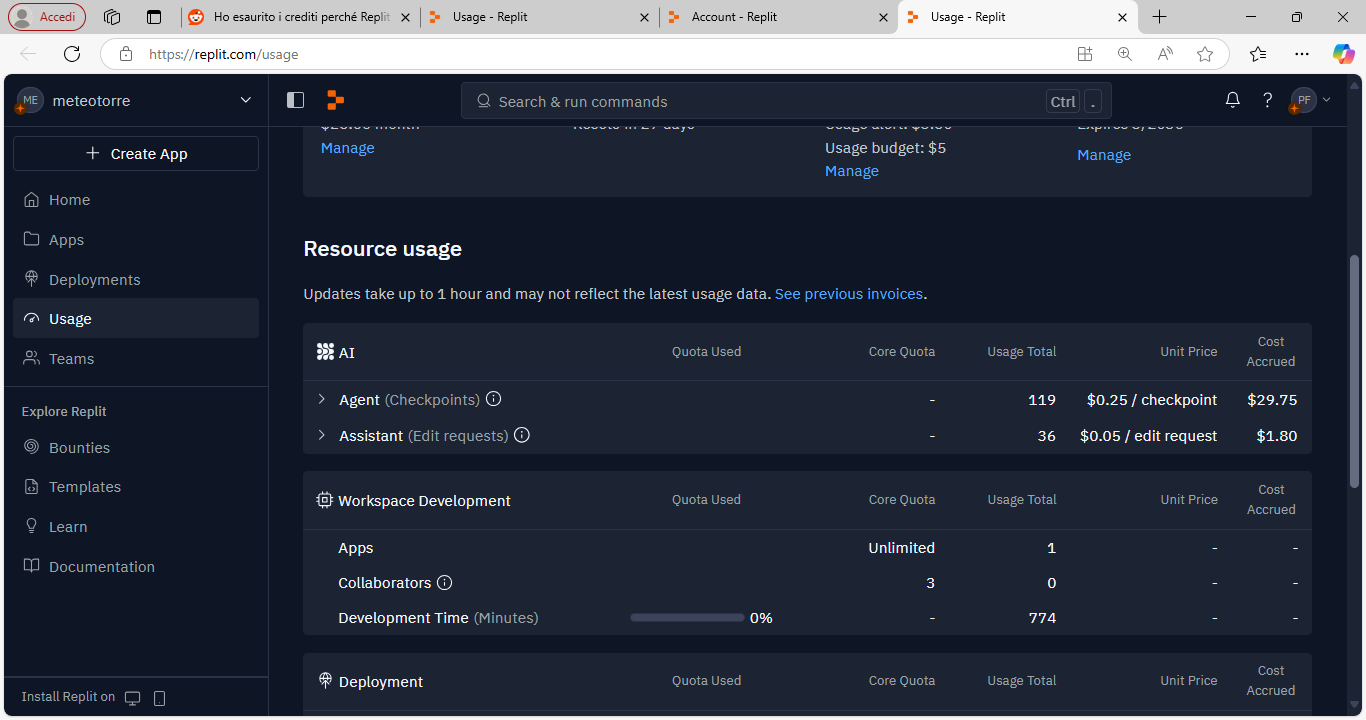 Accedi
Ho esaurito i crediti perché Replit
Usage - Replit
Account - Replit
Usage - Replit
https://replit.com/usage
ME
meteotorre
Search & run commands
Ctrl
.
PF
Create App
Home
Apps
Deployments
Usage
Teams
Explore Replit
Bounties
Templates
Learn
Documentation
Install Replit on
Manage
Usage budget: $5
Manage
Manage
Resource usage
Updates take up to 1 hour and may not reflect the latest usage data. See previous invoices.
AI Quota Used Core Quota Usage Total Unit Price Cost Accrued
Agent (Checkpoints) - 119 $0.25 / checkpoint $29.75
Assistant (Edit requests) - 36 $0.05 / edit request $1.80
Workspace Development Quota Used Core Quota Usage Total Unit Price Cost Accrued
Apps Unlimited 1 - -
Collaborators 3 0 - -
Development Time (Minutes) 0% - 774 - -
Deployment Quota Used Core Quota Usage Total Unit Price Cost Accrued